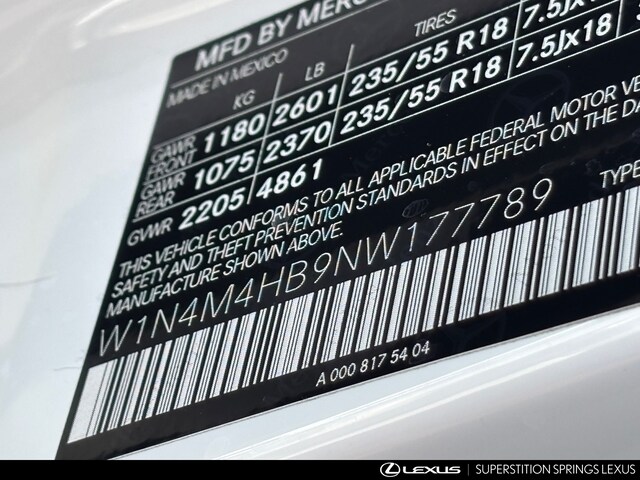 MFD BY MERC
MADE IN MEXICO
KG LB TIRES
GAWR FRONT 1180 2601 235/55 R18 7.5Jx18
GAWR REAR 1075 2370 235/55 R18 7.5Jx18
GVWR 2205 4861
THIS VEHICLE CONFORMS TO ALL APPLICABLE FEDERAL MOTOR VE
SAFETY AND THEFT PREVENTION STANDARDS IN EFFECT ON THE DA
MANUFACTURE SHOWN ABOVE.
W1N4M4HB9NW177789 TYPE
A 000 817 54 04
LEXUS | SUPERSTITION SPRINGS LEXUS